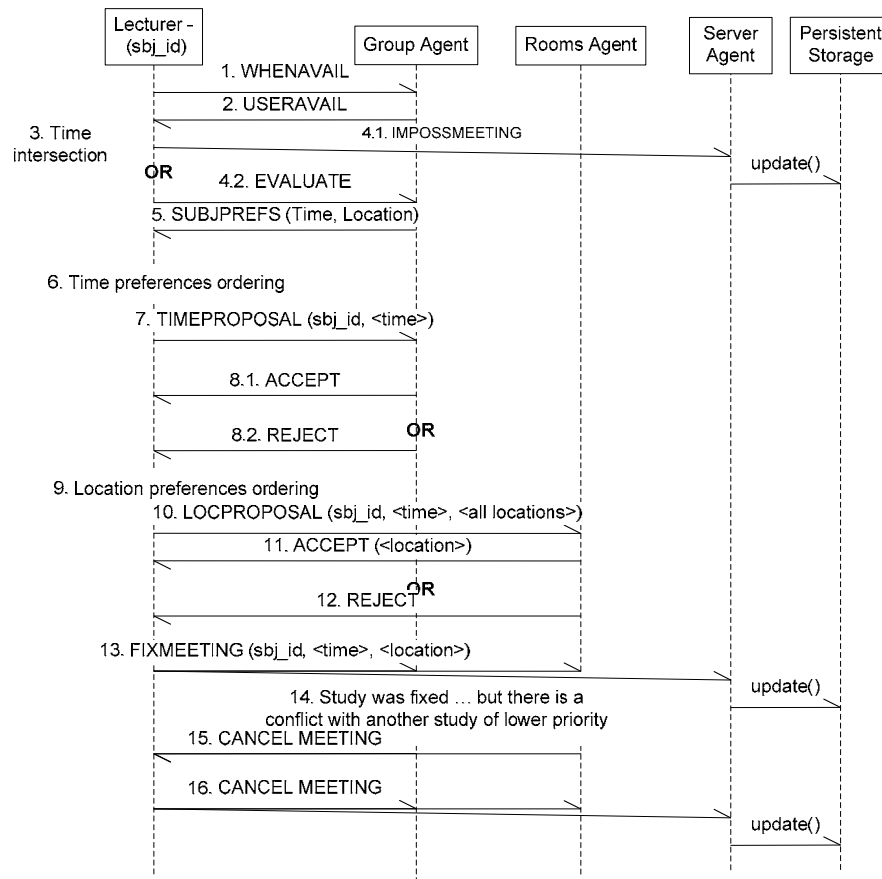 Lecturer –
(sbj_id)
Group Agent
Rooms Agent
Server
Agent
Persistent
Storage
1. WHENAVAIL
2. USERAVAIL
3. Time
intersection
4.1. IMPOSSMEETING
update()
OR
4.2. EVALUATE
5. SUBJPREFS (Time, Location)
6. Time preferences ordering
7. TIMEPROPOSAL (sbj_id, <time>)
8.1. ACCEPT
OR
8.2. REJECT
9. Location preferences ordering
10. LOCPROPOSAL (sbj_id, <time>, <all locations>)
11. ACCEPT (<location>)
OR
12. REJECT
13. FIXMEETING (sbj_id, <time>, <location>)
update()
14. Study was fixed … but there is a
conflict with another study of lower priority
15. CANCEL MEETING
16. CANCEL MEETING
update()